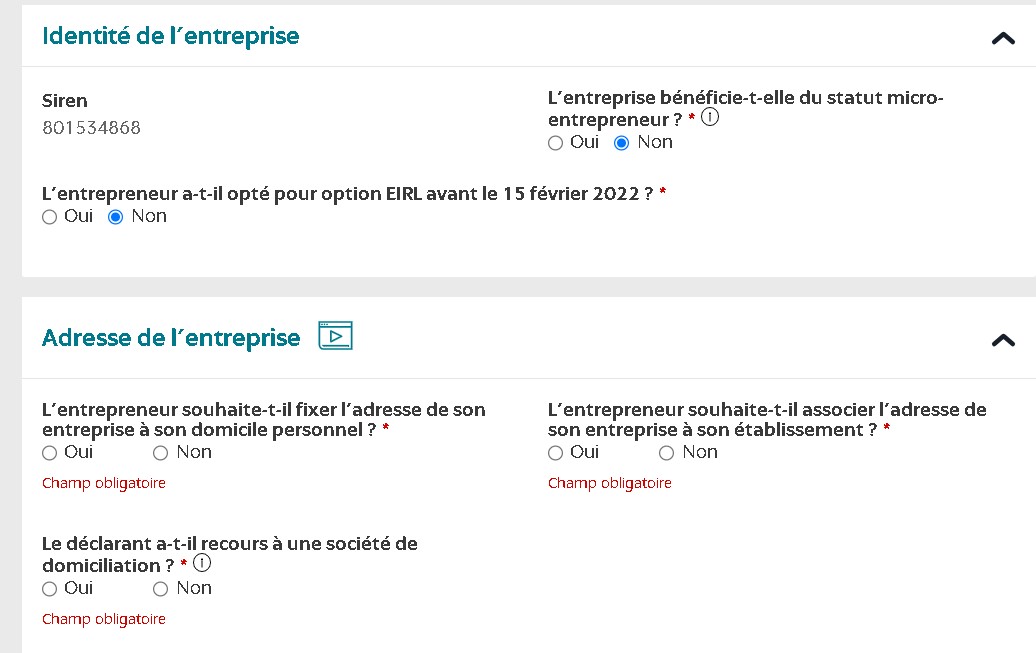 Identité de l'entreprise
Siren
801534868
L'entreprise bénéficie-t-elle du statut micro-
entrepreneur ? * i
Oui Non
L'entrepreneur a-t-il opté pour option EIRL avant le 15 février 2022 ? *
Oui Non
Adresse de l'entreprise
L'entrepreneur souhaite-t-il fixer l'adresse de son
entreprise à son domicile personnel ? *
Oui Non
Champ obligatoire
L'entrepreneur souhaite-t-il associer l'adresse de
son entreprise à son établissement ? *
Oui Non
Champ obligatoire
Le déclarant a-t-il recours à une société de
domiciliation ? * i
Oui Non
Champ obligatoire